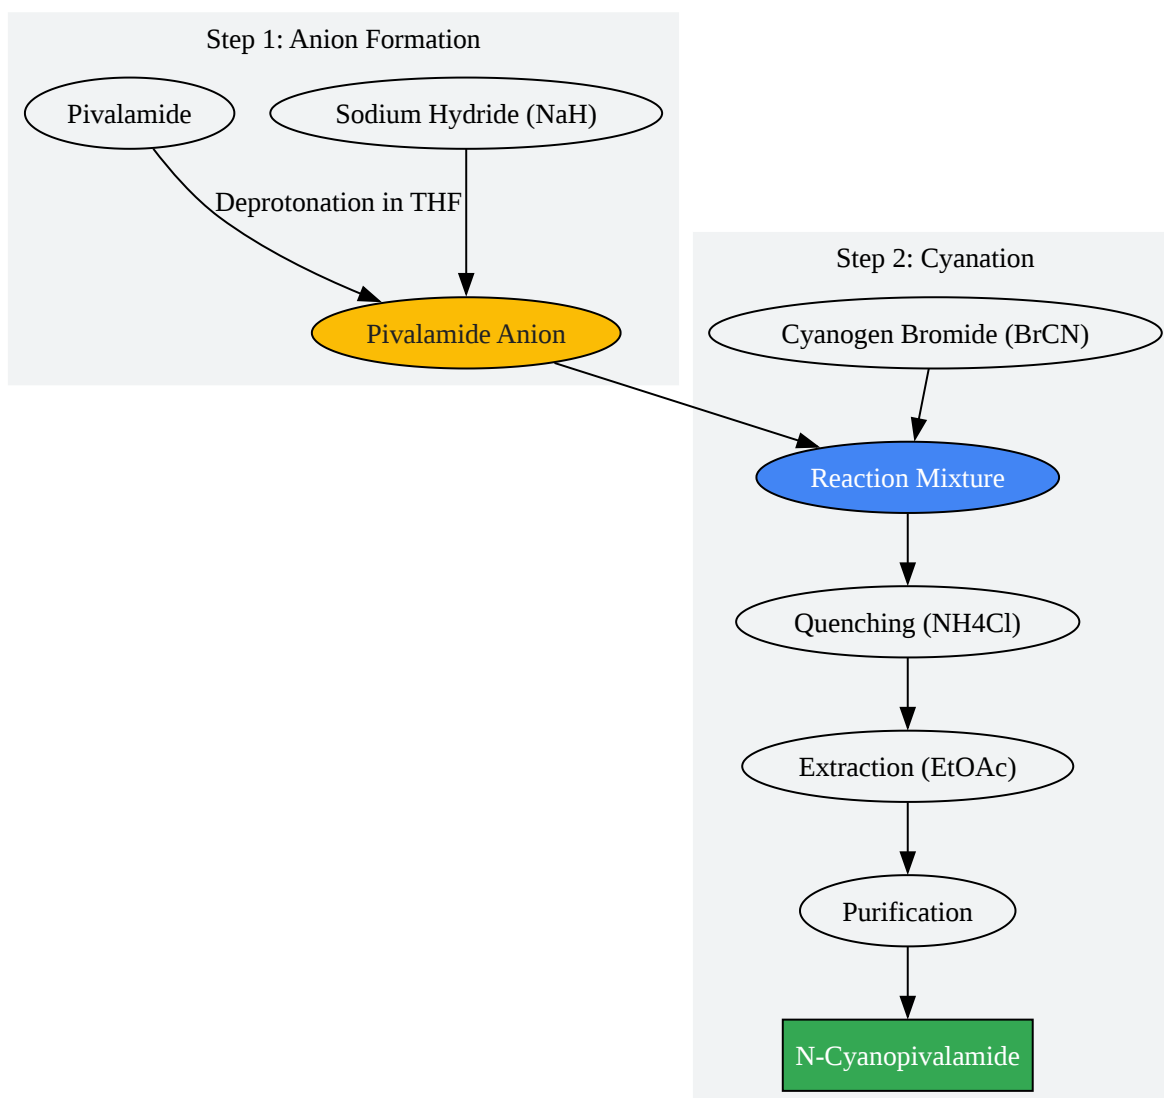 Step 1: Anion Formation
Pivalamide
Sodium Hydride (NaH)
Deprotonation in THF
Pivalamide Anion
Step 2: Cyanation
Cyanogen Bromide (BrCN)
Reaction Mixture
Quenching (NH4Cl)
Extraction (EtOAc)
Purification
N-Cyanopivalamide